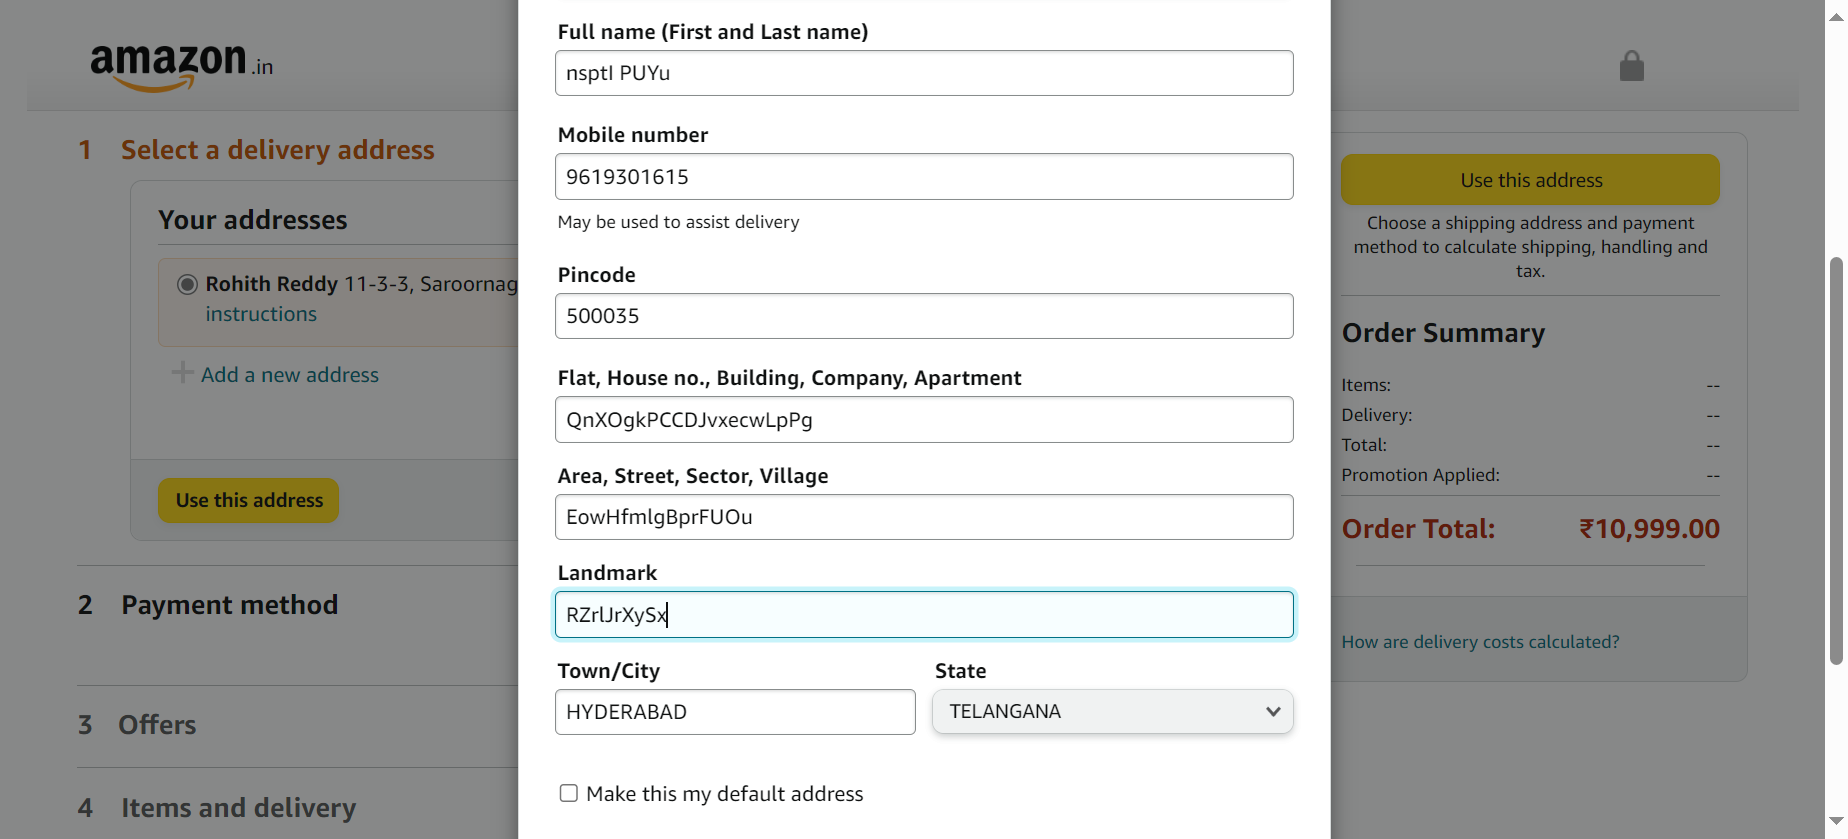 amazon.in
1 Select a delivery address
Your addresses
Rohith Reddy 11-3-3, Saroornag
instructions
Add a new address
Use this address
2 Payment method
3 Offers
4 Items and delivery
Full name (First and Last name)
nsptI PUYu
Mobile number
9619301615
May be used to assist delivery
Pincode
500035
Flat, House no., Building, Company, Apartment
QnXOgkPCCDJvxecwLpPg
Area, Street, Sector, Village
EowHfmlgBprFUOu
Landmark
RZrlJrXySx
Town/City State
HYDERABAD TELANGANA
Make this my default address
Use this address
Choose a shipping address and payment
method to calculate shipping, handling and
tax.
Order Summary
Items: --
Delivery: --
Total: --
Promotion Applied: --
Order Total: ₹10,999.00
How are delivery costs calculated?